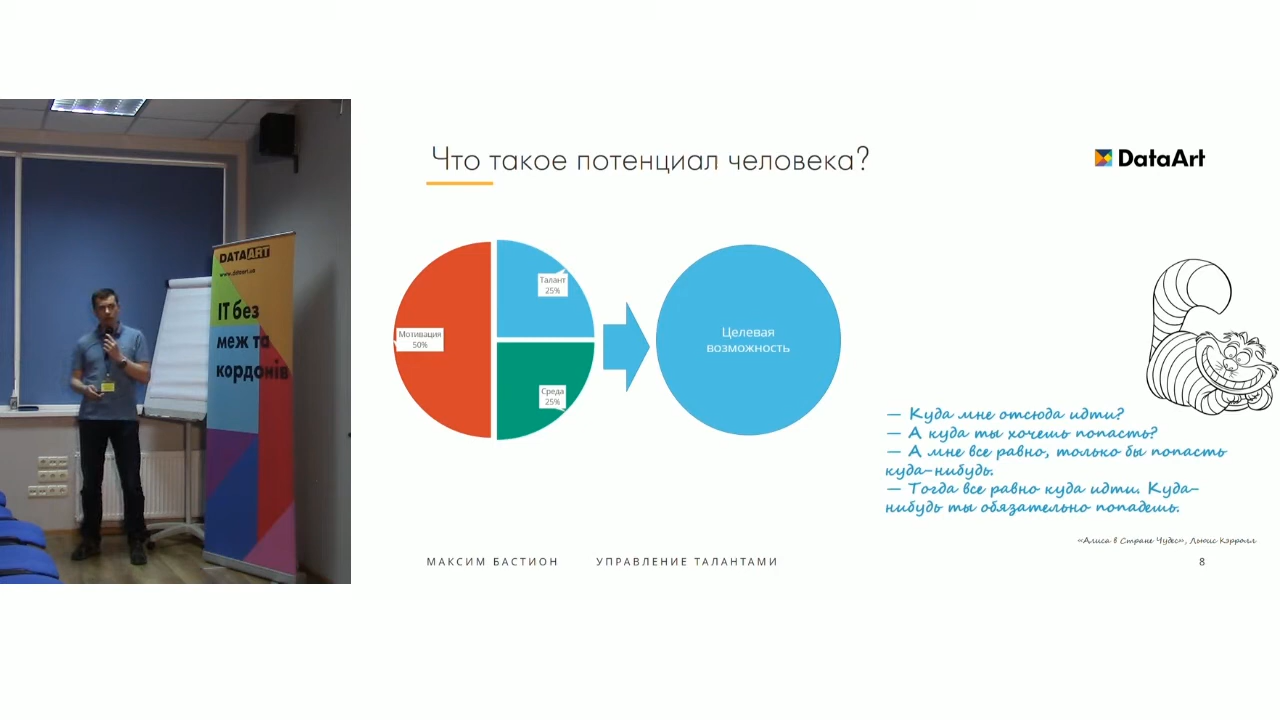 DATAART
www.dataart.ua
IT без
меж та
кордонів
Что такое потенциал человека?
DataArt
Талант
25%
Мотивация
50%
Среда
25%
Целевая
возможность
— Куда мне отсюда идти?
— А куда ты хочешь попасть?
— А мне все равно, только бы попасть
куда-нибудь.
— Тогда все равно куда идти. Куда-
нибудь ты обязательно попадешь.
«Алиса в Стране Чудес», Льюис Кэрролл
МАКСИМ БАСТИОН УПРАВЛЕНИЕ ТАЛАНТАМИ 8